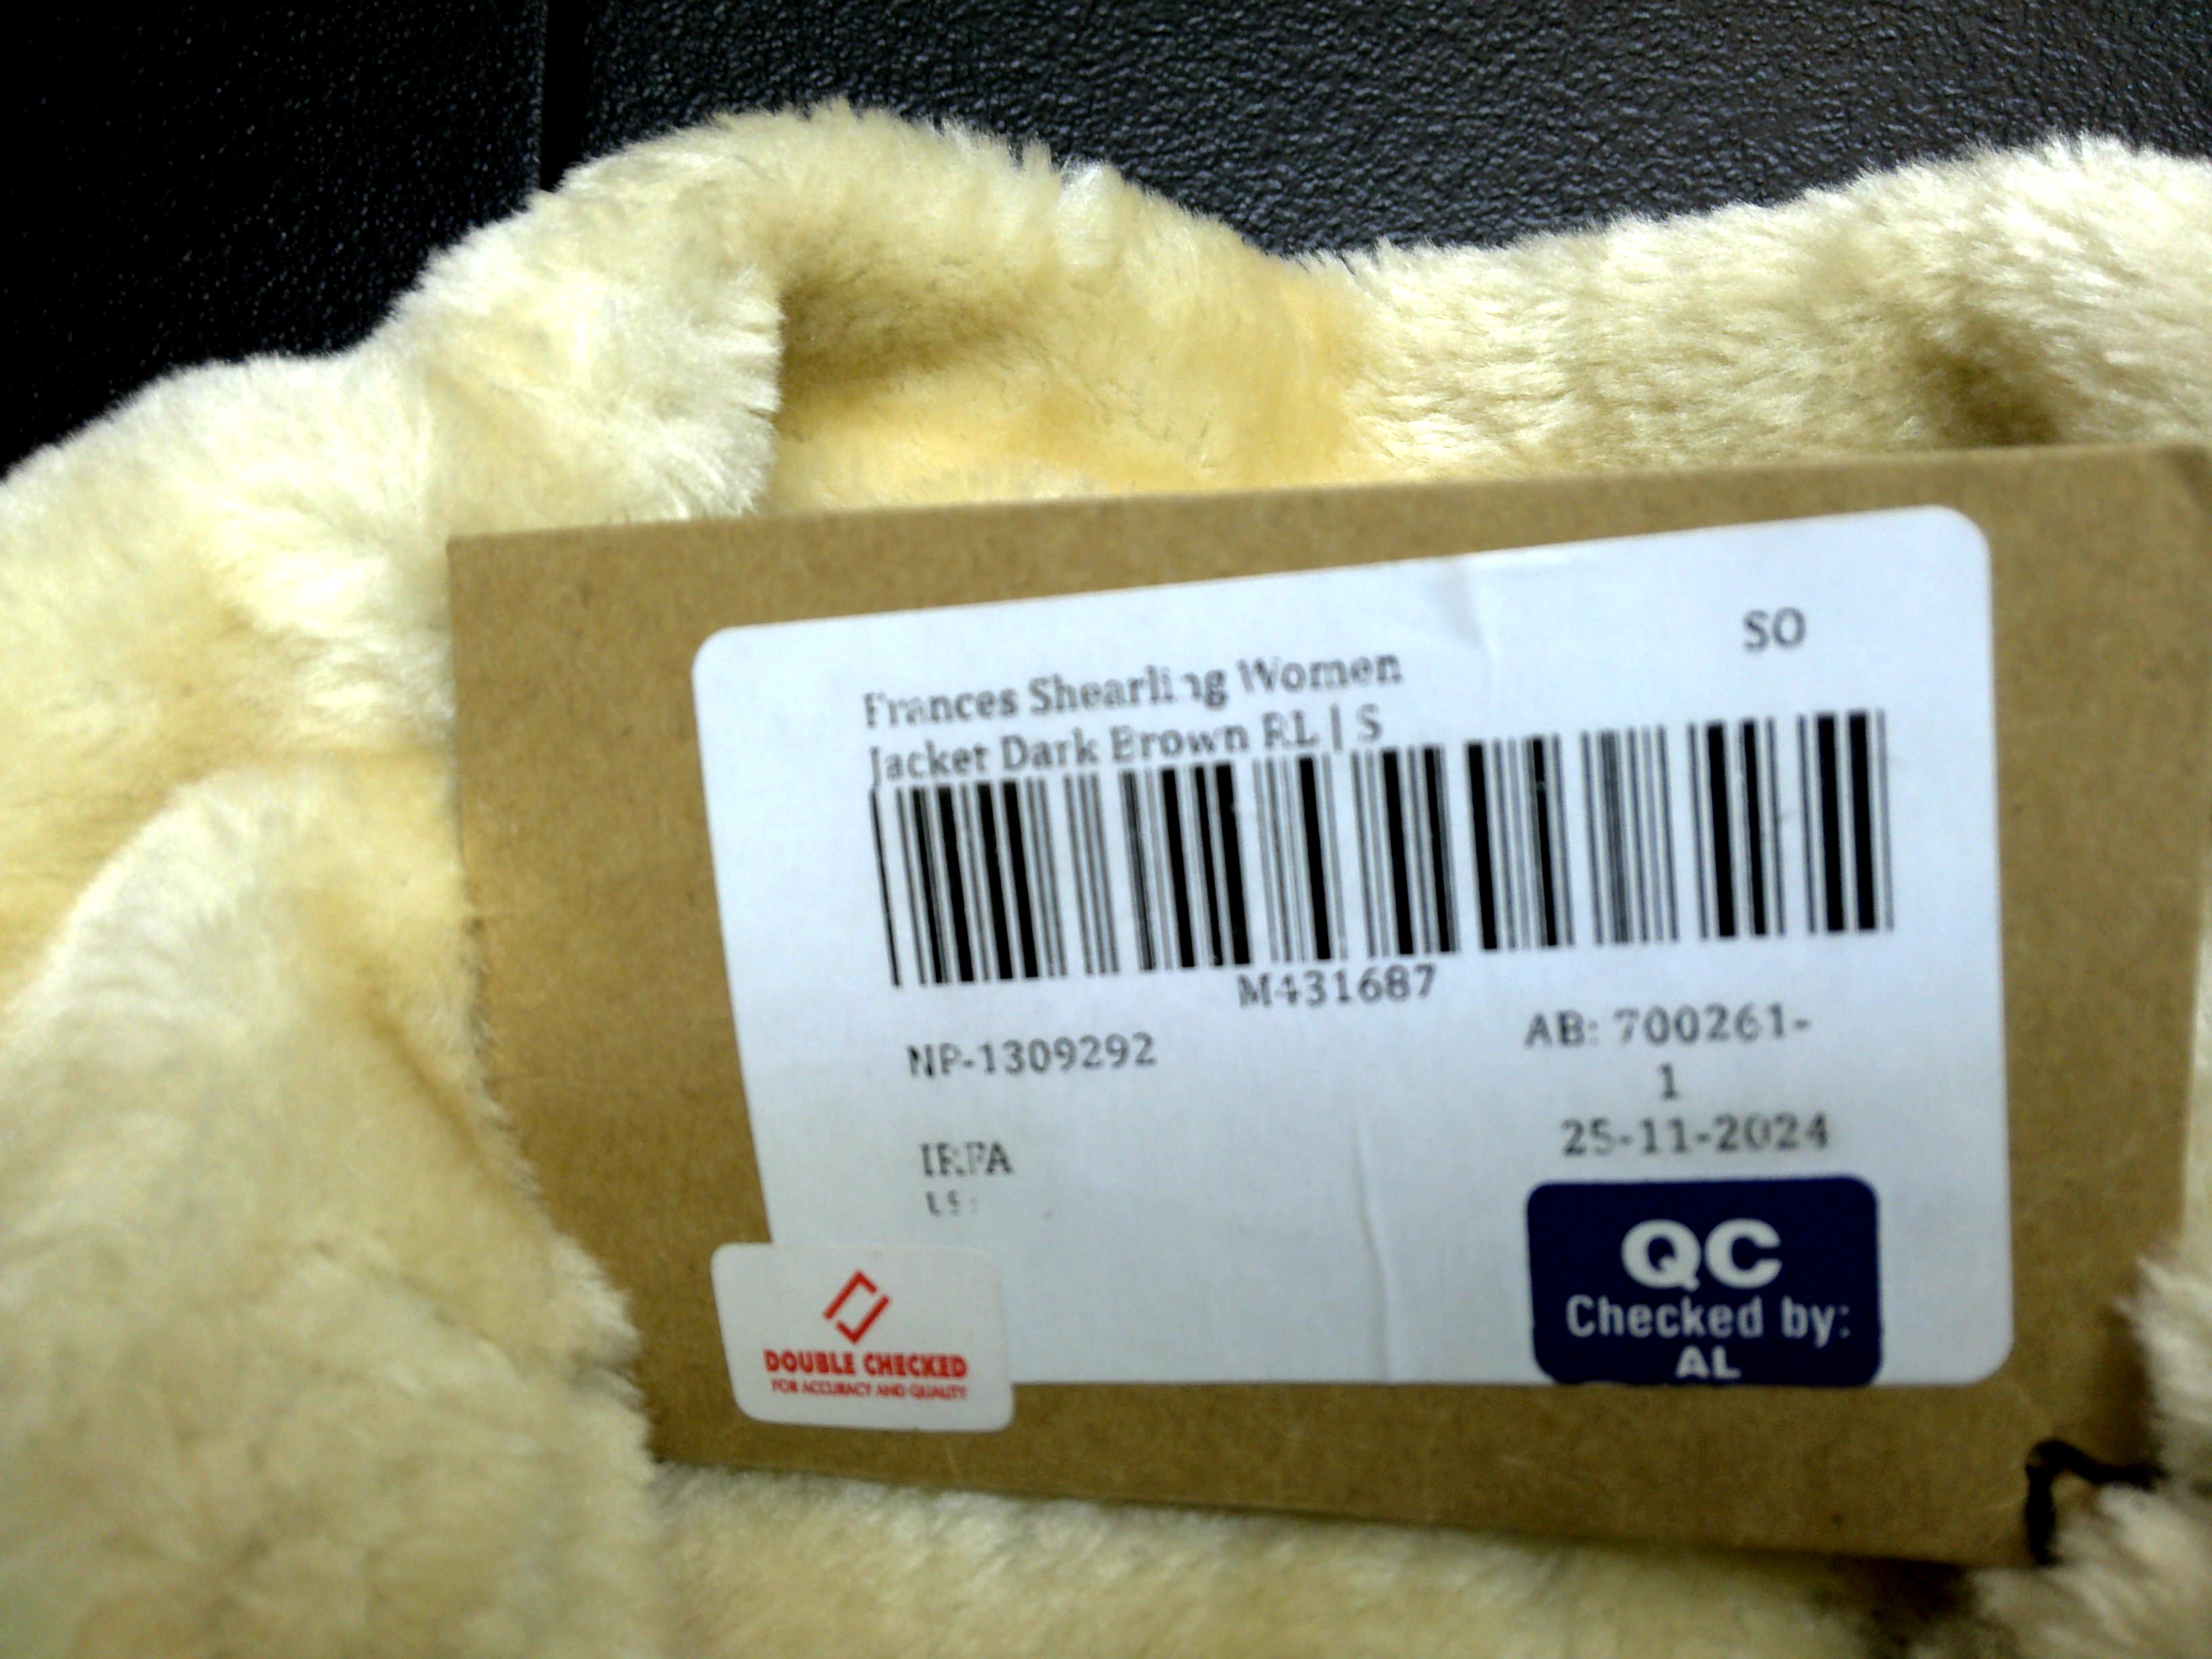 SO
Frances Shearling Women
Jacket Dark Brown RL | S
M431687
NP-1309292
AB: 700261-
1
25-11-2024
QC
Checked by:
AL
DOUBLE CHECKED
FOR ACCURACY AND QUALITY